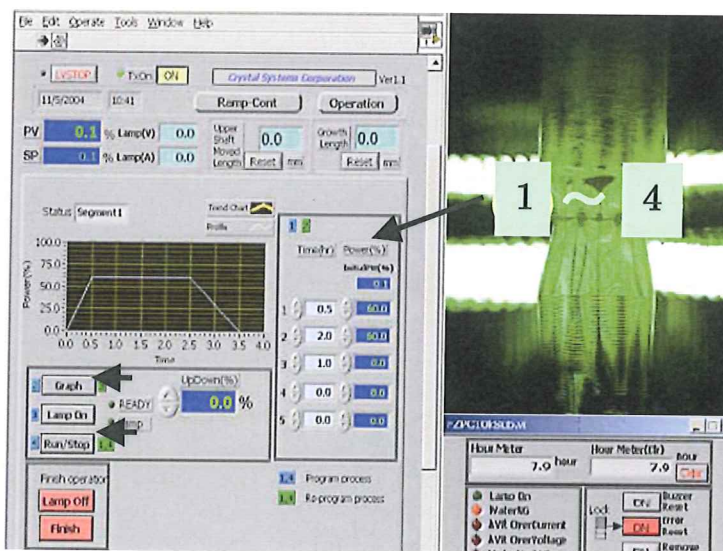 File Edit Operate Tools Window Help
LVSTOP TxOn ON Crystal Systems Corporation Ver1.1
11/5/2004 10:41 Remp-Cont Operation
PV 0.1 % Lamp(V) 0.0 Upper Shaft Moved Length 0.0 Reset mm Growth Length 0.0 Reset mm
SP 0.1 % Lamp(A) 0.0
Status Segment1 Trend Chart
Profile
1 2
Time(hr) Power(%)
Initial Pwr(%)
0.1
1 0.5 60.0
2 2.0 60.0
3 1.0 0.0
4 0.0 0.0
5 0.0 0.0
Power(%)
100.0
75.0
50.0
25.0
0.0
0.0 0.5 1.0 1.5 2.0 2.5 3.0 3.5 4.0
Time
2 Graph
UpDown(%)
READY 0.0 %
3 Lamp On
4 Run/Stop 1,4
Finish operation
Lamp Off
Finish
1,4 Program process
1,4 Re-program process
1 ~ 4
Hour Meter
7.9 hour
Hour Meter(Clr)
7.9 hour
Clear
Lamp On
WaterNG
AVR OverCurrent
AVR OverVoltage
Lock
ON Buzzer Reset
ON Error Reset
ON Remove